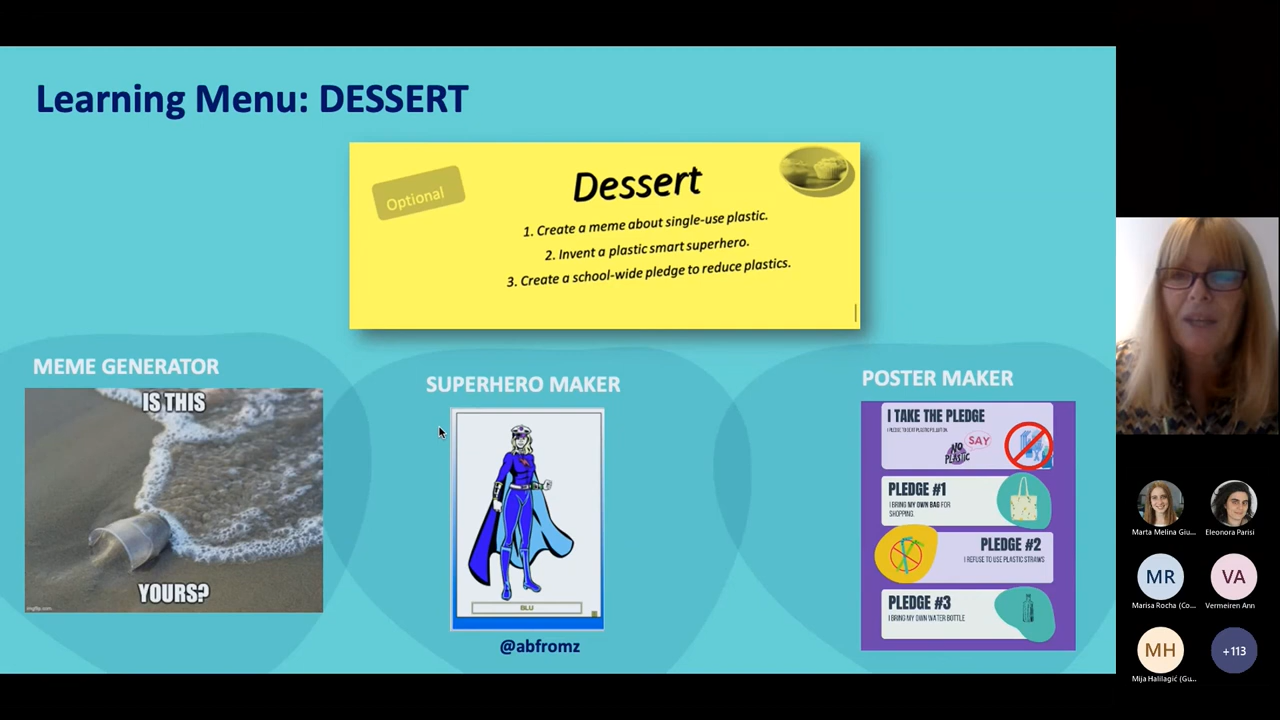 Learning Menu: DESSERT
Optional
Dessert
1. Create a meme about single-use plastic.
2. Invent a plastic smart superhero.
3. Create a school-wide pledge to reduce plastics.
MEME GENERATOR
IS THIS
YOURS?
imgflip.com
SUPERHERO MAKER
BLU
@abfromz
POSTER MAKER
I TAKE THE PLEDGE
SAY
NO
PLASTIC
PLEDGE #1
I BRING MY OWN BAG FOR
SHOPPING.
PLEDGE #2
I REFUSE TO USE PLASTIC STRAWS
PLEDGE #3
I BRING MY OWN WATER BOTTLE
Marta Melina Giu...
Eleonora Parisi
MR
VA
Marisa Rocha (Co...
Vermeiren Ann
MH
+113
Mija Halilagić (Gu...